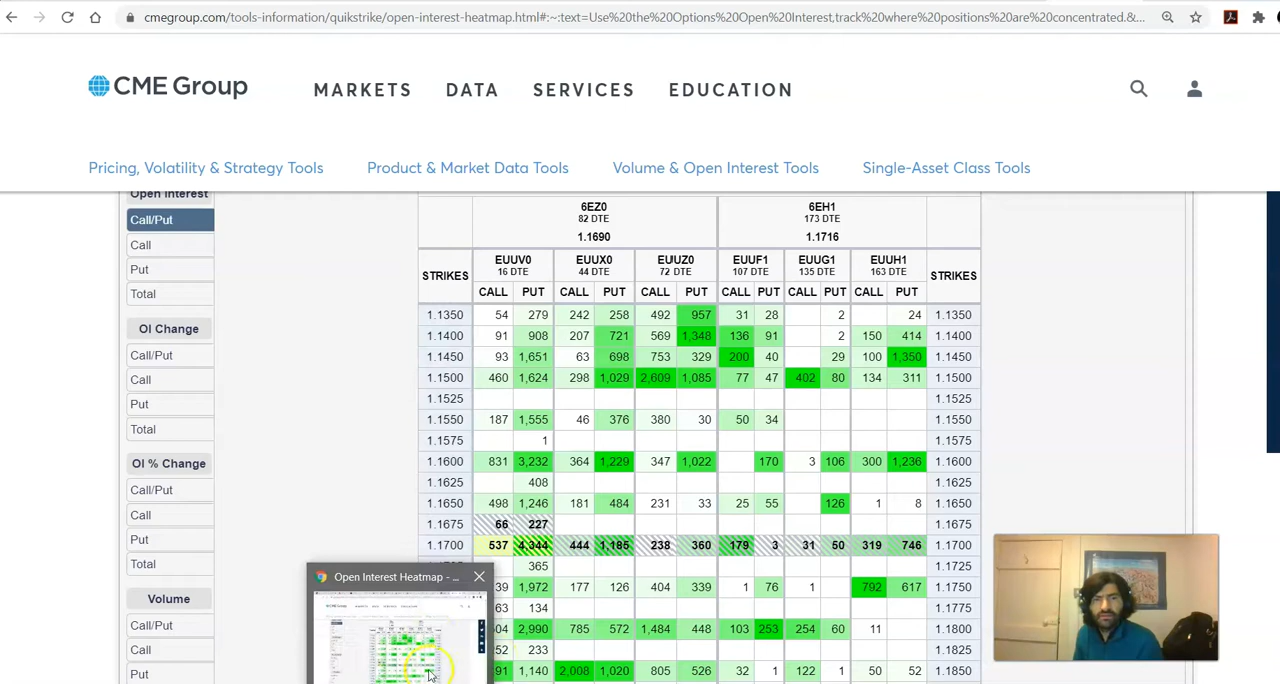 cmegroup.com/tools-information/quikstrike/open-interest-heatmap.html#:~:text=Use%20the%20Options%20Open%20Interest,track%20where%20positions%20are%20concentrated.&...
CME Group MARKETS DATA SERVICES EDUCATION
Pricing, Volatility & Strategy Tools Product & Market Data Tools Volume & Open Interest Tools Single-Asset Class Tools
Open Interest
Call/Put
Call
Put
Total
OI Change
Call/Put
Call
Put
Total
OI % Change
Call/Put
Call
Put
Total
Volume
Call/Put
Call
Put
6EZ0 6EH1
82 DTE 173 DTE
1.1690 1.1716
STRIKES EUUV0 EUUX0 EUUZ0 EUUF1 EUUG1 EUUH1 STRIKES
16 DTE 44 DTE 72 DTE 107 DTE 135 DTE 163 DTE
CALL PUT CALL PUT CALL PUT CALL PUT CALL PUT CALL PUT
1.1350 54 279 242 258 492 957 31 28 2 24 1.1350
1.1400 91 908 207 721 569 1,348 136 91 2 150 414 1.1400
1.1450 93 1,651 63 698 753 329 200 40 29 100 1,350 1.1450
1.1500 460 1,624 298 1,029 2,609 1,085 77 47 402 80 134 311 1.1500
1.1525 1.1525
1.1550 187 1,555 46 376 380 30 50 34 1.1550
1.1575 1 1.1575
1.1600 831 3,232 364 1,229 347 1,022 170 3 106 300 1,236 1.1600
1.1625 408 1.1625
1.1650 498 1,246 181 484 231 33 25 55 126 1 8 1.1650
1.1675 66 227 1.1675
1.1700 537 4,344 444 1,185 238 360 179 3 31 50 319 746 1.1700
365 1.1725
1,972 177 126 404 339 1 76 1 792 617 1.1750
134 1.1775
2,990 785 572 1,484 448 103 253 254 60 11 1.1800
233 1.1825
1,140 2,008 1,020 526 32 1 122 1 50 52 1.1850
Open Interest Heatmap - ...